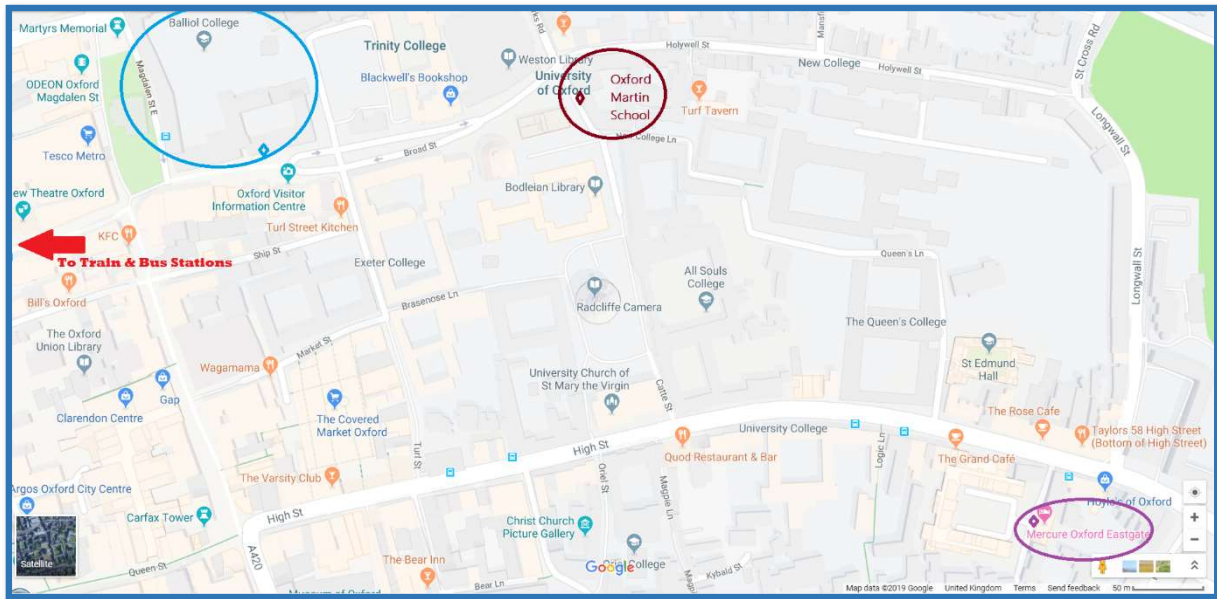 Martyrs Memorial
Balliol College
Trinity College
Weston Library
University
of Oxford
Oxford
Martin
School
Holywell St
New College
Holywell St
St Cross Rd
ODEON Oxford
Magdalen St
Magdalen St E
Blackwell's Bookshop
Turf Tavern
Longwall St
Tesco Metro
Broad St
New College Ln
Bodleian Library
ew Theatre Oxford
Oxford Visitor
Information Centre
Turl Street Kitchen
KFC
To Train & Bus Stations
Ship St
Exeter College
Queen's Ln
Longwall St
Bill's Oxford
Brasenose Ln
Radcliffe Camera
All Souls
College
The Queen's College
The Oxford
Union Library
Market St
Wagamama
University Church of
St Mary the Virgin
Catte St
St Edmund
Hall
Gap
Clarendon Centre
The Covered
Market Oxford
Turl St
High St
University College
Logic Ln
The Rose Cafe
Taylors 58 High Street
(Bottom of High Street)
Quod Restaurant & Bar
The Grand Café
The Varsity Club
Oriel St
Magpie Ln
Argos Oxford City Centre
Carfax Tower
High St
Christ Church
Picture Gallery
Hoyle's of Oxford
Mercure Oxford Eastgate
Satellite
A420
Queen St
The Bear Inn
Bear Ln
Google
College
Kybald St
Museum of Oxford
Map data ©2019 Google United Kingdom Terms Send feedback 50 m